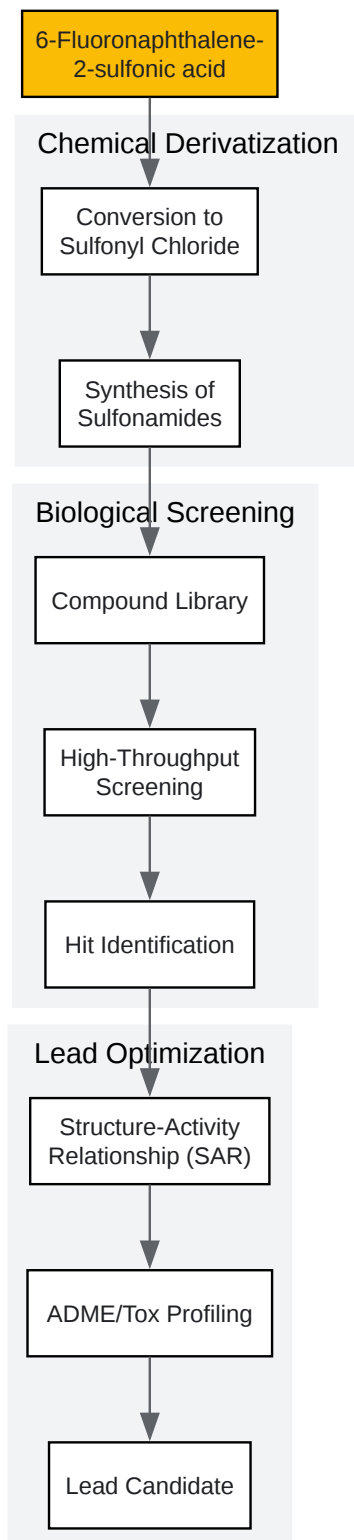 6-Fluoronaphthalene-
2-sulfonic acid
Chemical Derivatization
Conversion to
Sulfonyl Chloride
Synthesis of
Sulfonamides
Biological Screening
Compound Library
High-Throughput
Screening
Hit Identification
Lead Optimization
Structure-Activity
Relationship (SAR)
ADME/Tox Profiling
Lead Candidate